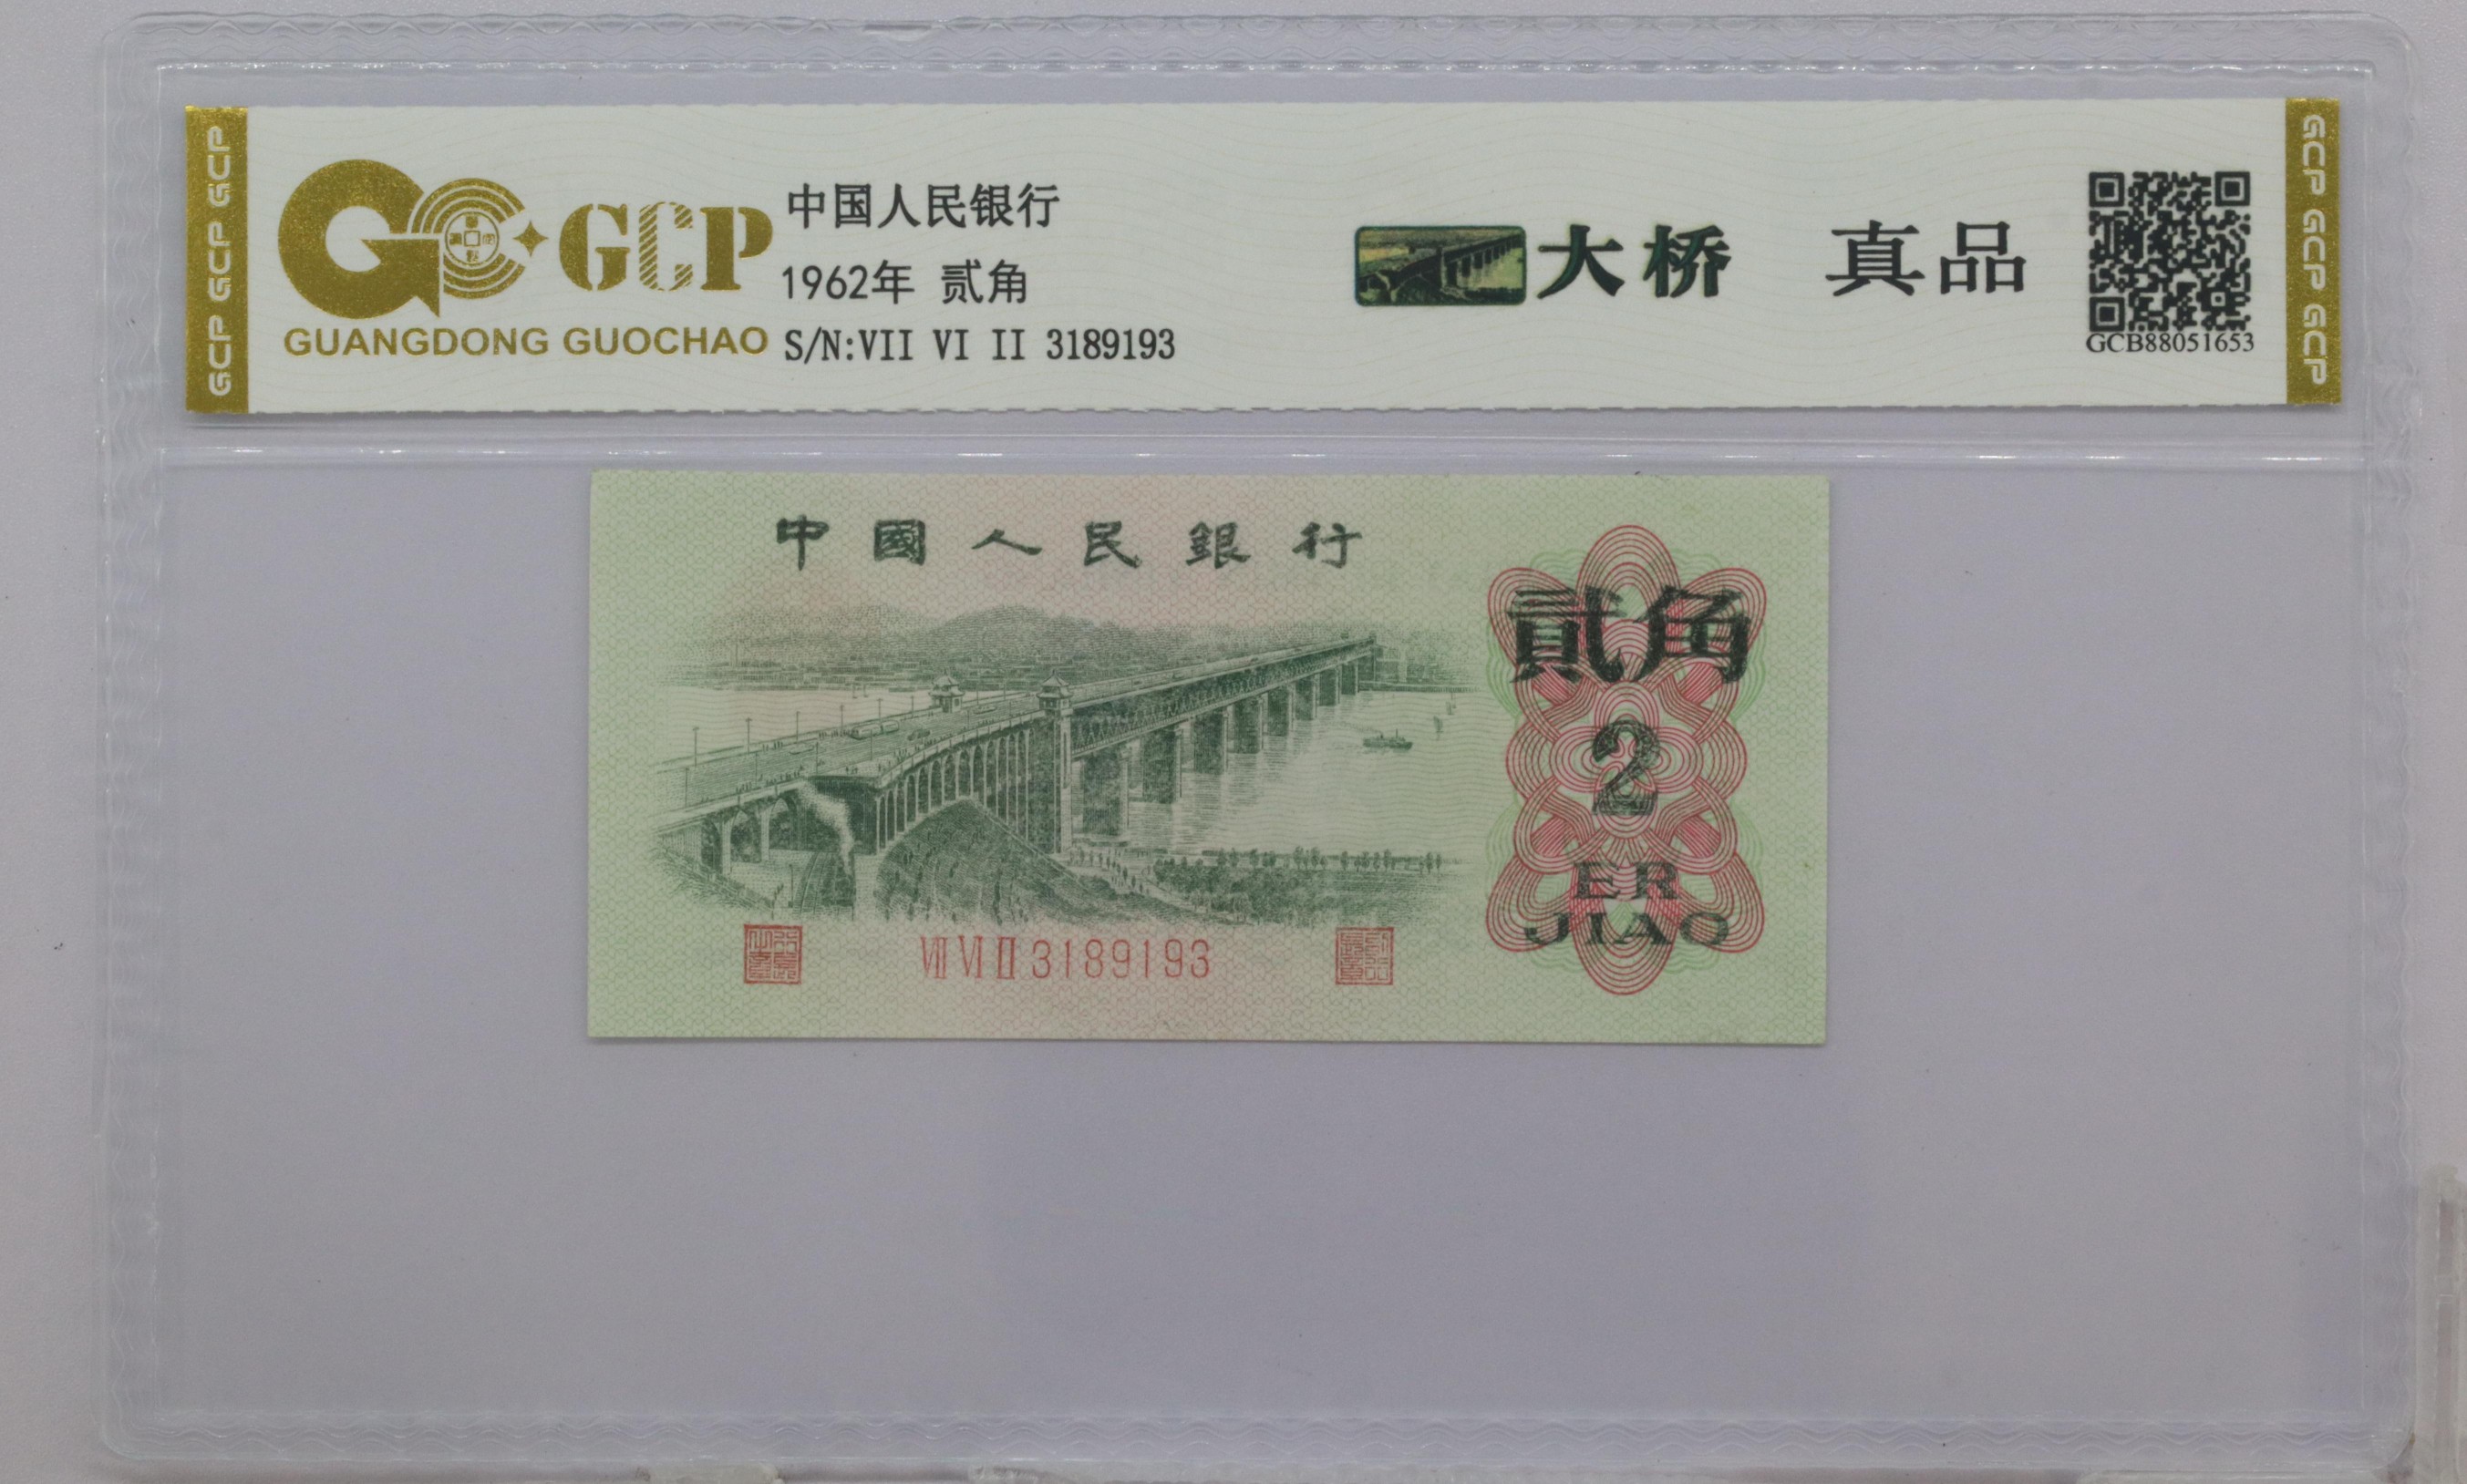 GCP GCP GCP
GCP
GUANGDONG GUOCHAO
中国人民银行
1962年 贰角
S/N:VII VI II 3189193
大桥 真品
GCB88051653
GCP GCP GCP
中國人民銀行
貳角
2
ER
JIAO
VII VI II 3189193